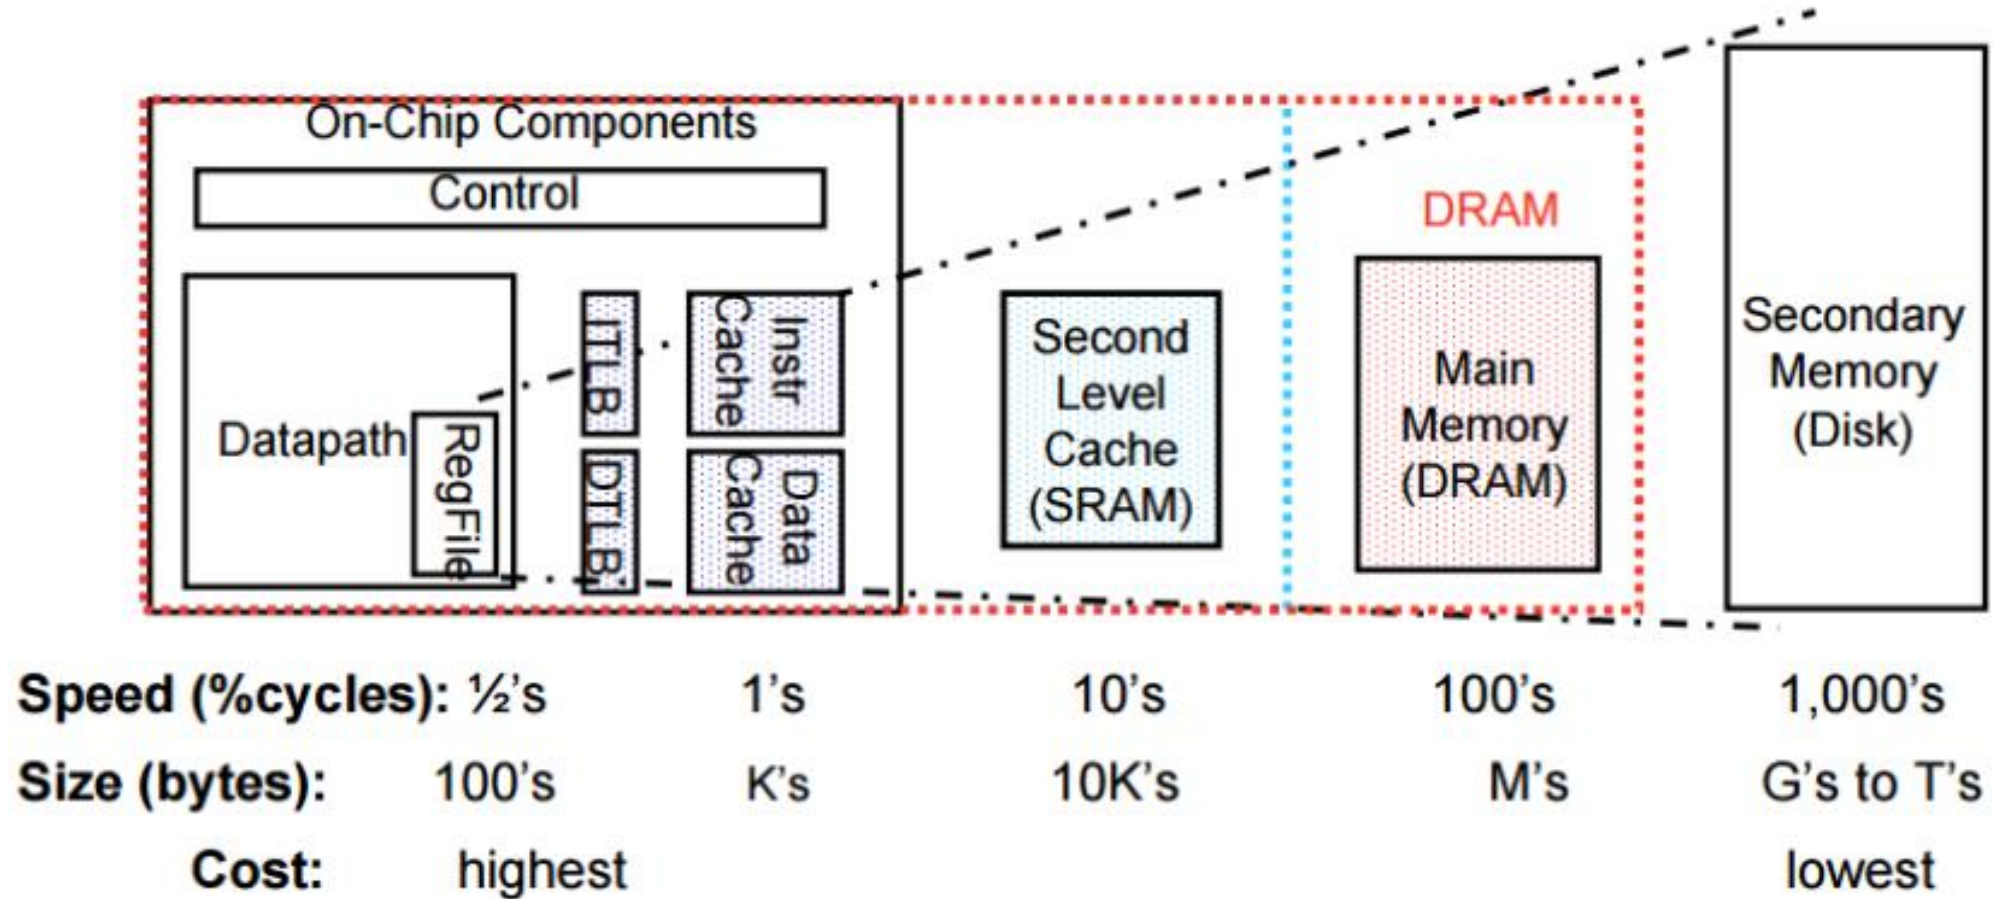 On-Chip Components
Control
Datapath
RegFile
ITLB
DTLB
Instr
Cache
Data
Cache
Second
Level
Cache
(SRAM)
DRAM
Main
Memory
(DRAM)
Secondary
Memory
(Disk)
Speed (%cycles): ½'s 1's 10's 100's 1,000's
Size (bytes): 100's K's 10K's M's G's to T's
Cost: highest lowest